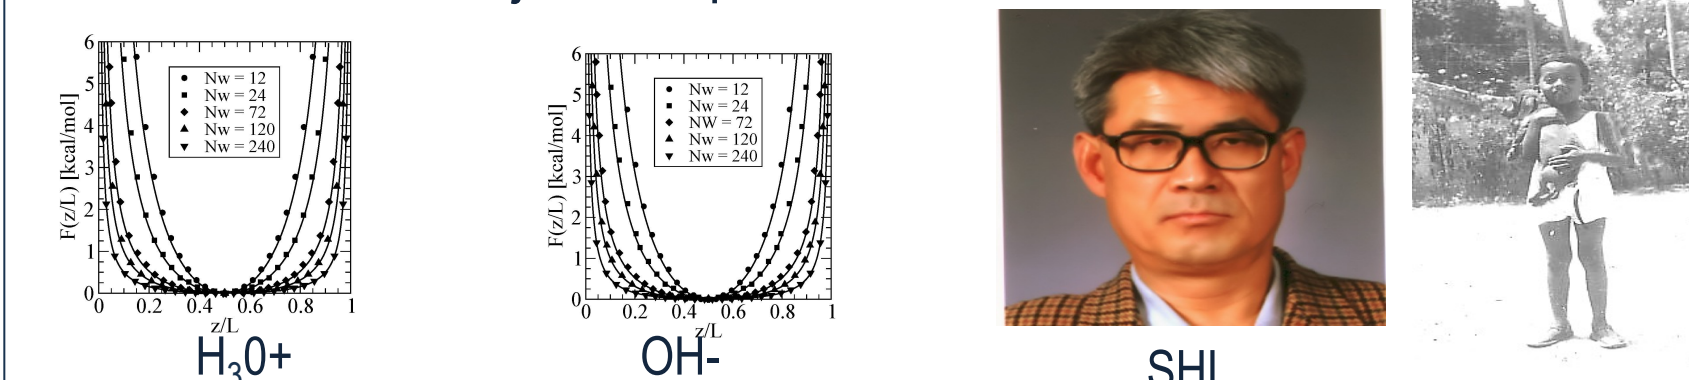 F(z/L) [kcal/mol]
6
5
4
3
2
1
0
Nw = 12
Nw = 24
Nw = 72
Nw = 120
Nw = 240
0 0.2 0.4 0.6 0.8 1
z/L
H₃0+
F(z/L) [kcal/mol]
6
5
4
3
2
1
0
Nw = 12
Nw = 24
NW = 72
Nw = 120
Nw = 240
0 0.2 0.4 0.6 0.8 1
z/L
OH-